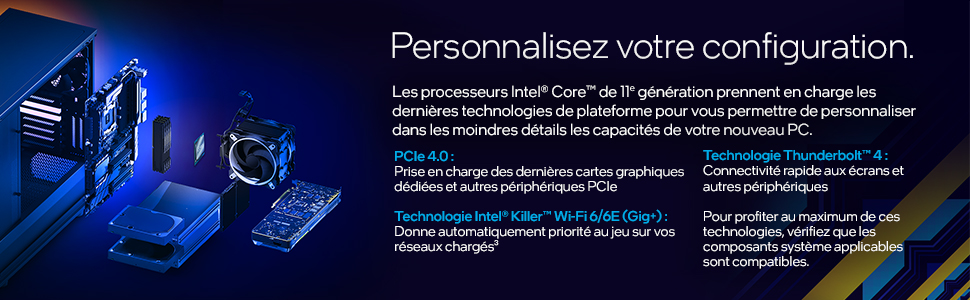 Personnalisez votre configuration.
Les processeurs Intel® Core™ de 11ᵉ génération prennent en charge les
dernières technologies de plateforme pour vous permettre de personnaliser
dans les moindres détails les capacités de votre nouveau PC.
PCIe 4.0 :
Prise en charge des dernières cartes graphiques
dédiées et autres périphériques PCIe
Technologie Intel® Killer™ Wi-Fi 6/6E (Gig+) :
Donne automatiquement priorité au jeu sur vos
réseaux chargés³
Technologie Thunderbolt™ 4 :
Connectivité rapide aux écrans et
autres périphériques
Pour profiter au maximum de ces
technologies, vérifiez que les
composants système applicables
sont compatibles.